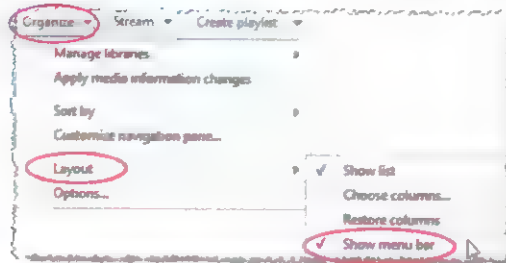 Organize Stream Create playlist
Manage libraries
Apply media information changes
Sort by
Customize navigation pane...
Layout
Options...
Show list
Choose columns...
Restore columns
Show menu bar